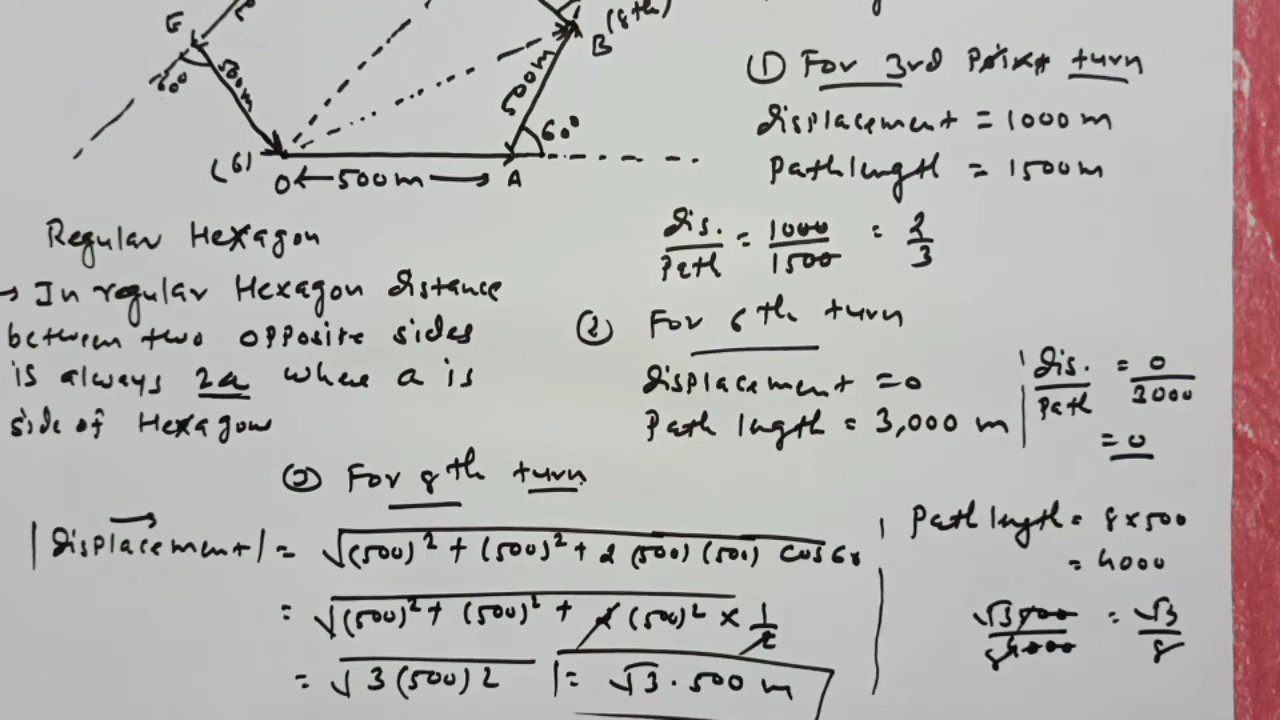 E
60°
500m
(6)
O
500m
A
500m
60°
B (8th)
Regular Hexagon
→ In regular Hexagon distance
between two opposite sides
is always 2a where a is
side of Hexagon
① For 3rd turn
displacement = 1000 m
Path length = 1500m
dis./Path = 1000/1500 = 2/3
② For 6th turn
displacement = 0
Path length = 3,000 m
dis./Path = 0/3000
= 0
③ For 8th turn
|displacement| = √(500)² + (500)² + 2 (500) (500) cos 60
= √(500)² + (500)² + 2 (500)² × 1/2
= √3(500)2 = √3 . 500 m
Path length = 8 × 500
= 4000
√3 500/4000 = √3/8